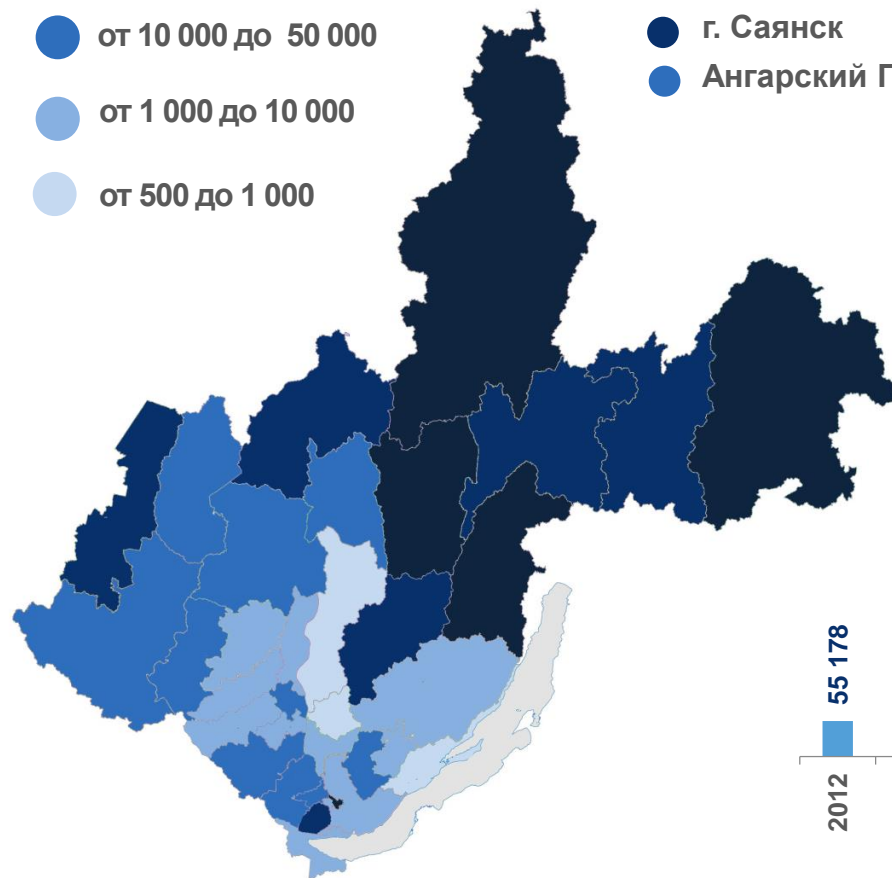 от 10 000 до 50 000
от 1 000 до 10 000
от 500 до 1 000
г. Саянск
Ангарский
55 178
2012